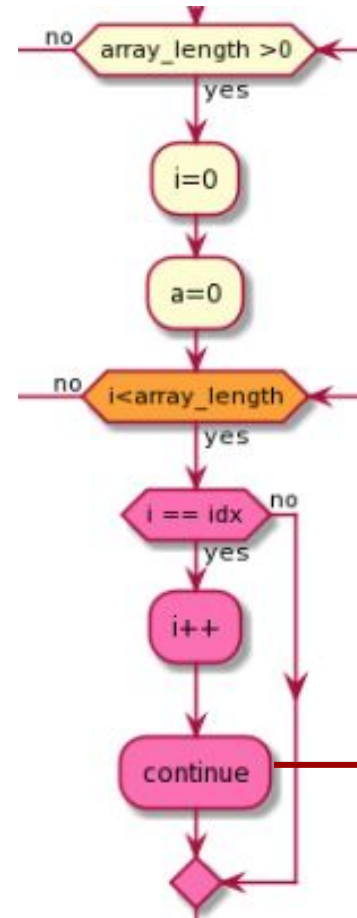 no
array_length >0
yes
i=0
a=0
no
i<array_length
yes
i == idx
no
yes
i++
continue